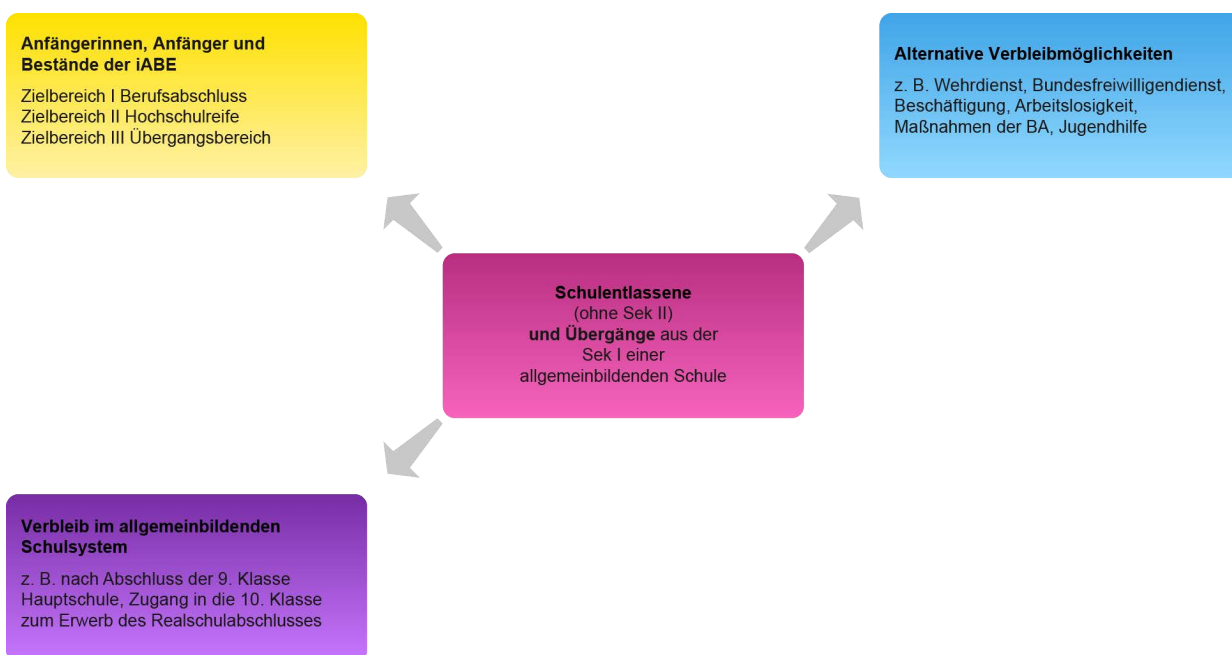 Anfängerinnen, Anfänger und
Bestände der iABE
Zielbereich I Berufsabschluss
Zielbereich II Hochschulreife
Zielbereich III Übergangsbereich
Alternative Verbleibmöglichkeiten
z. B. Wehrdienst, Bundesfreiwilligendienst,
Beschäftigung, Arbeitslosigkeit,
Maßnahmen der BA, Jugendhilfe
Schulentlassene
(ohne Sek II)
und Übergänge aus der
Sek I einer
allgemeinbildenden Schule
Verbleib im allgemeinbildenden
Schulsystem
z. B. nach Abschluss der 9. Klasse
Hauptschule, Zugang in die 10. Klasse
zum Erwerb des Realschulabschlusses